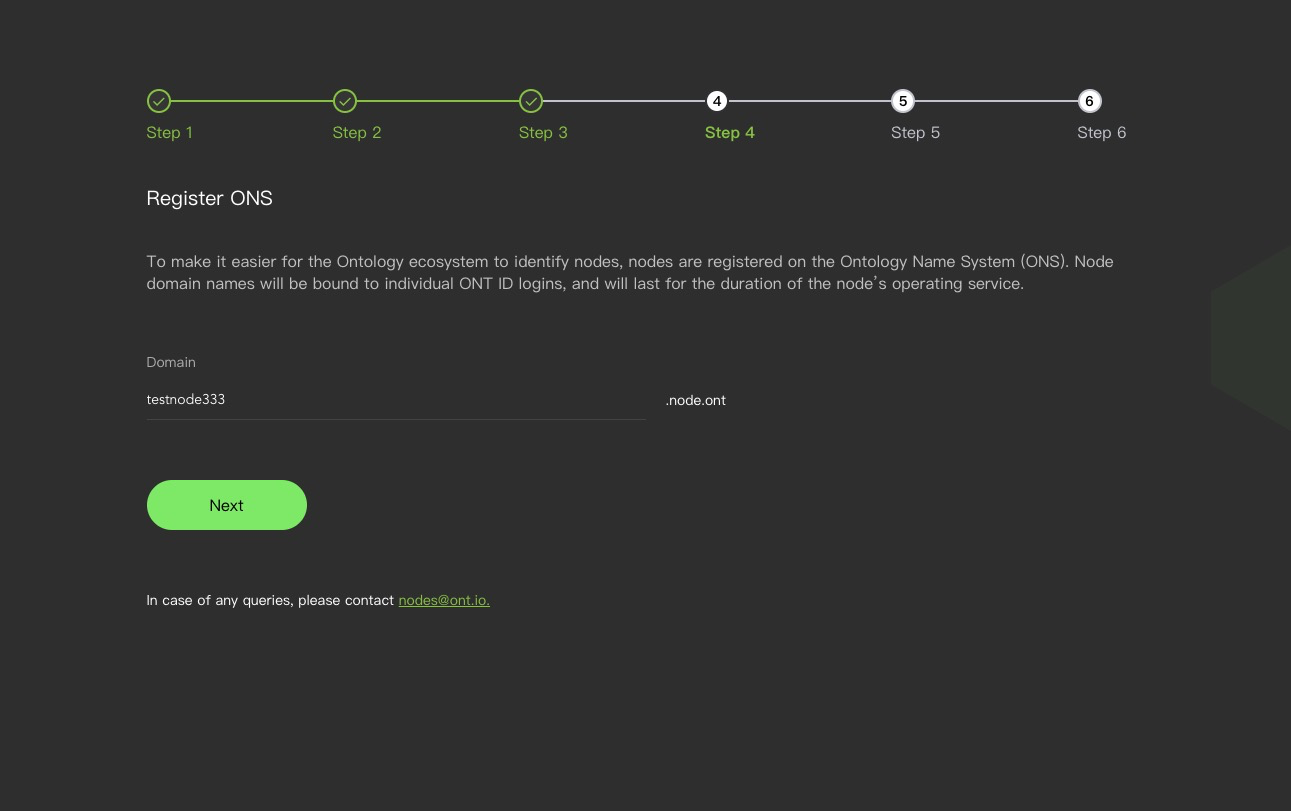 4
5
6
Step 1
Step 2
Step 3
Step 4
Step 5
Step 6
Register ONS
To make it easier for the Ontology ecosystem to identify nodes, nodes are registered on the Ontology Name System (ONS). Node
domain names will be bound to individual ONT ID logins, and will last for the duration of the node's operating service.
Domain
testnode333
.node.ont
Next
In case of any queries, please contact nodes@ont.io.